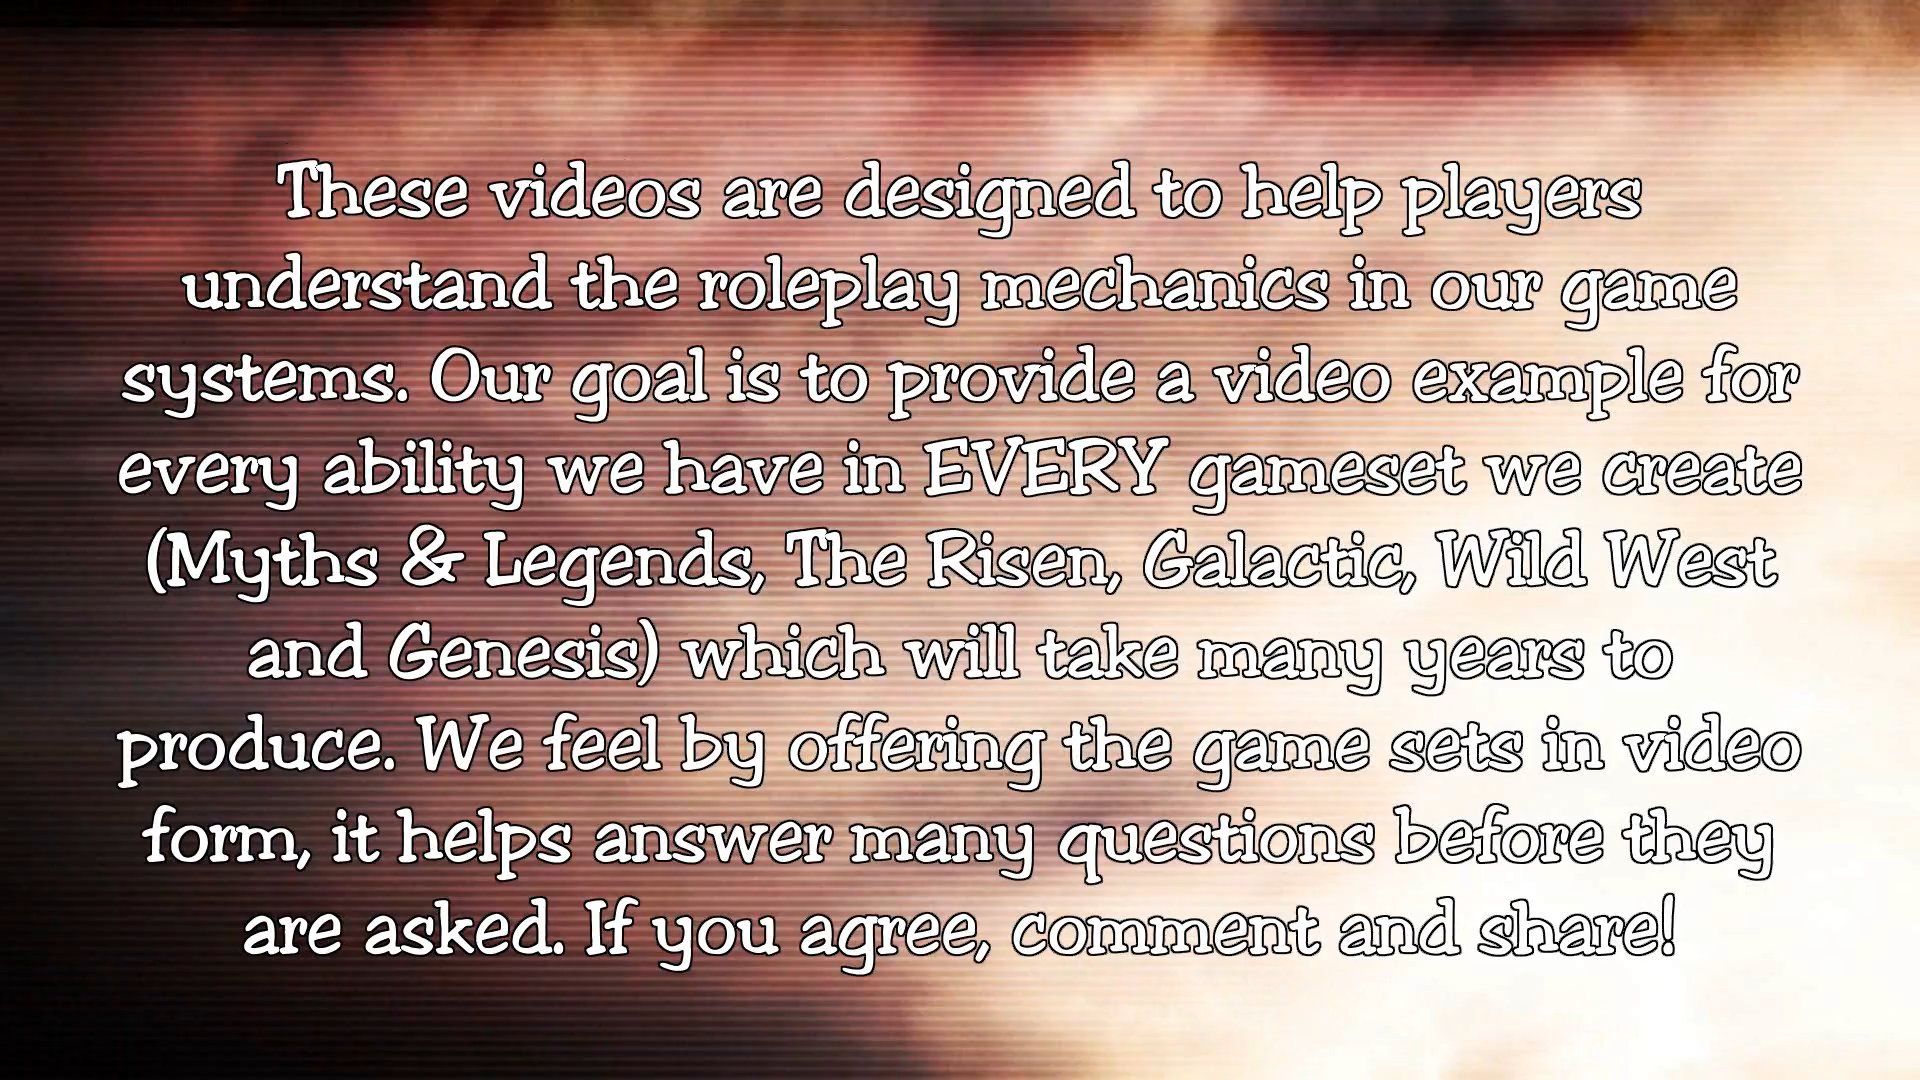 These videos are designed to help players
understand the roleplay mechanics in our game
systems. Our goal is to provide a video example for
every ability we have in EVERY gameset we create
(Myths & Legends, The Risen, Galactic, Wild West
and Genesis) which will take many years to
produce. We feel by offering the game sets in video
form, it helps answer many questions before they
are asked. If you agree, comment and share!